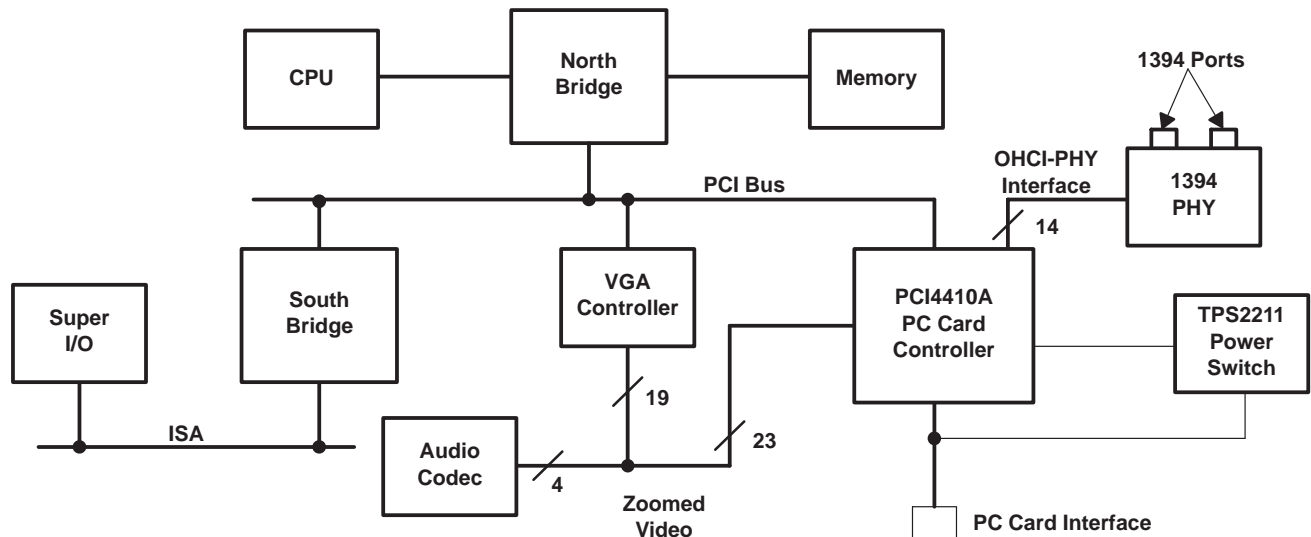 CPU
North
Bridge
Memory
1394 Ports
OHCI-PHY
Interface
1394
PHY
PCI Bus
14
Super
I/O
South
Bridge
VGA
Controller
PCI4410A
PC Card
Controller
TPS2211
Power
Switch
19
ISA
Audio
Codec
23
4
Zoomed
Video
PC Card Interface